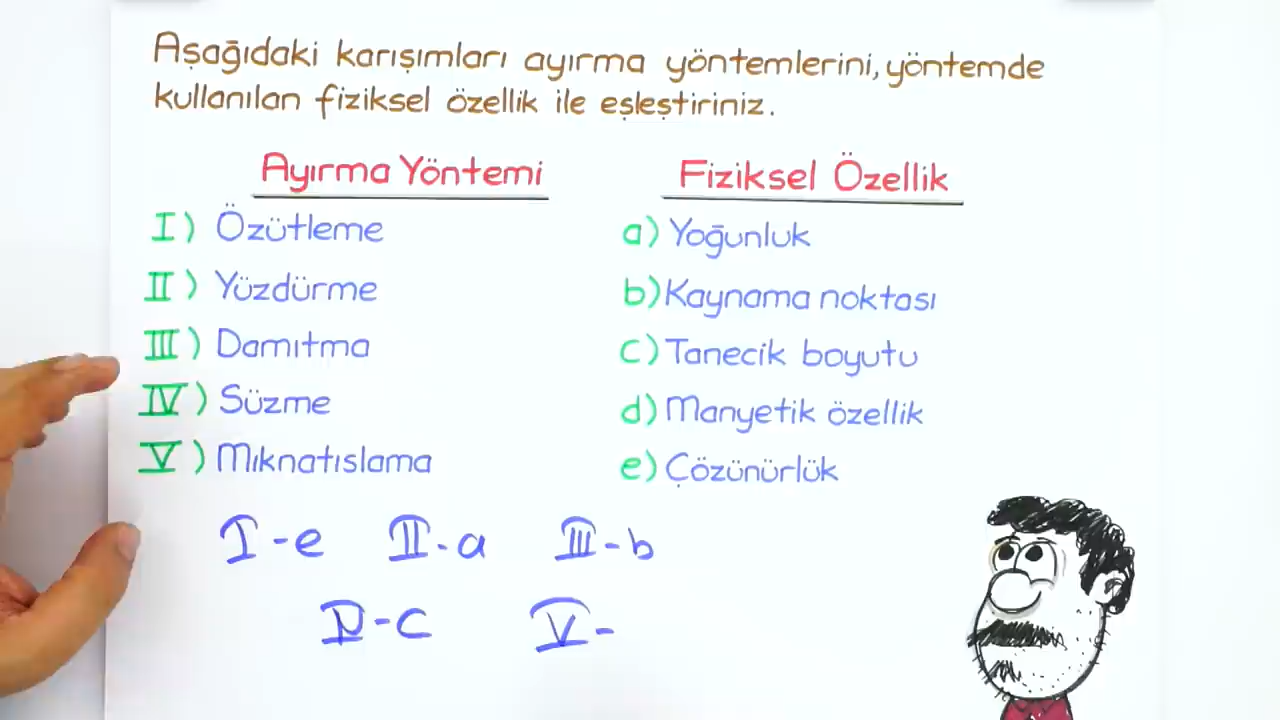 Aşağıdaki karışımları ayırma yöntemlerini, yöntemde
kullanılan fiziksel özellik ile eşleştiriniz.
Ayırma Yöntemi
I) Özütleme
II) Yüzdürme
III) Damıtma
IV) Süzme
V) Mıknatıslama
Fiziksel Özellik
a) Yoğunluk
b) Kaynama noktası
c) Tanecik boyutu
d) Manyetik özellik
e) Çözünürlük
I-e II-a III-b
IV-c V-